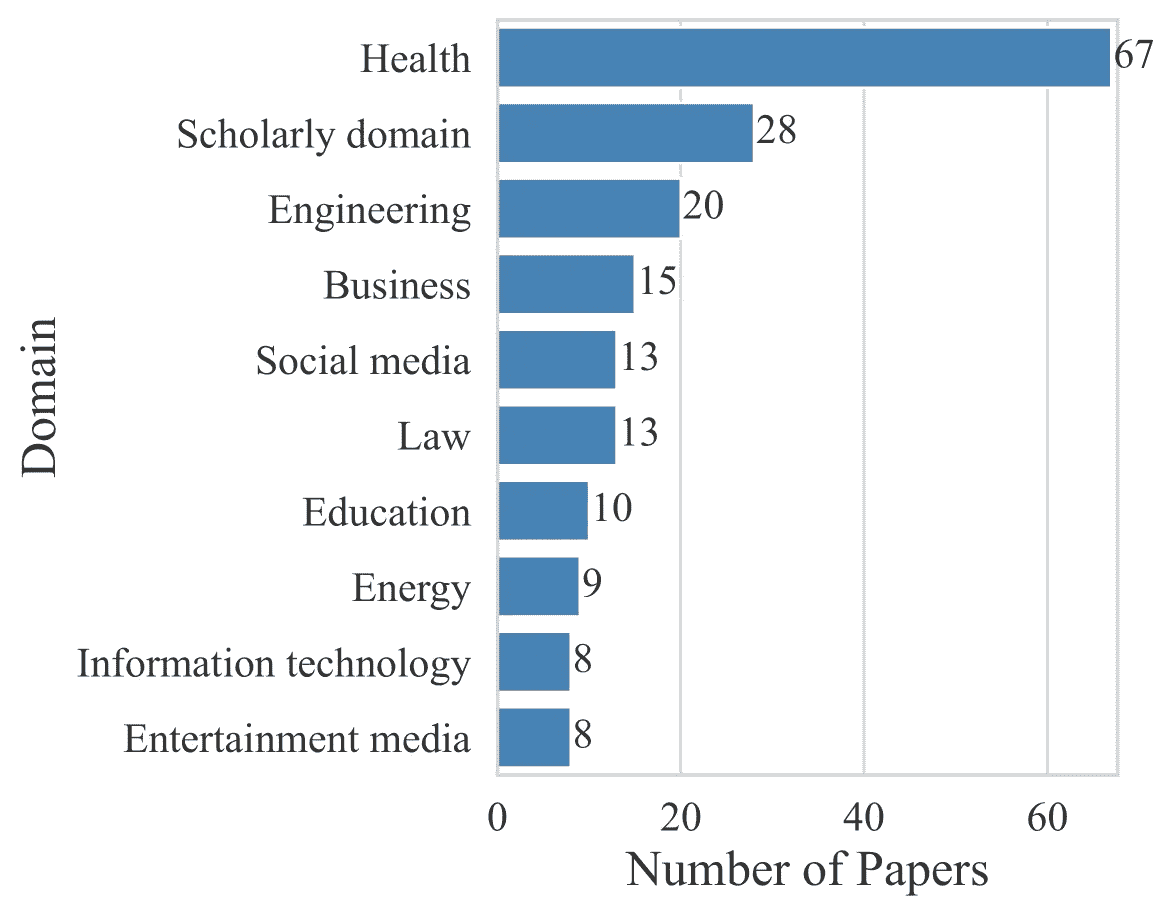 Health 67
Scholarly domain 28
Engineering 20
Business 15
Social media 13
Law 13
Education 10
Energy 9
Information technology 8
Entertainment media 8
0 20 40 60
Number of Papers
Domain